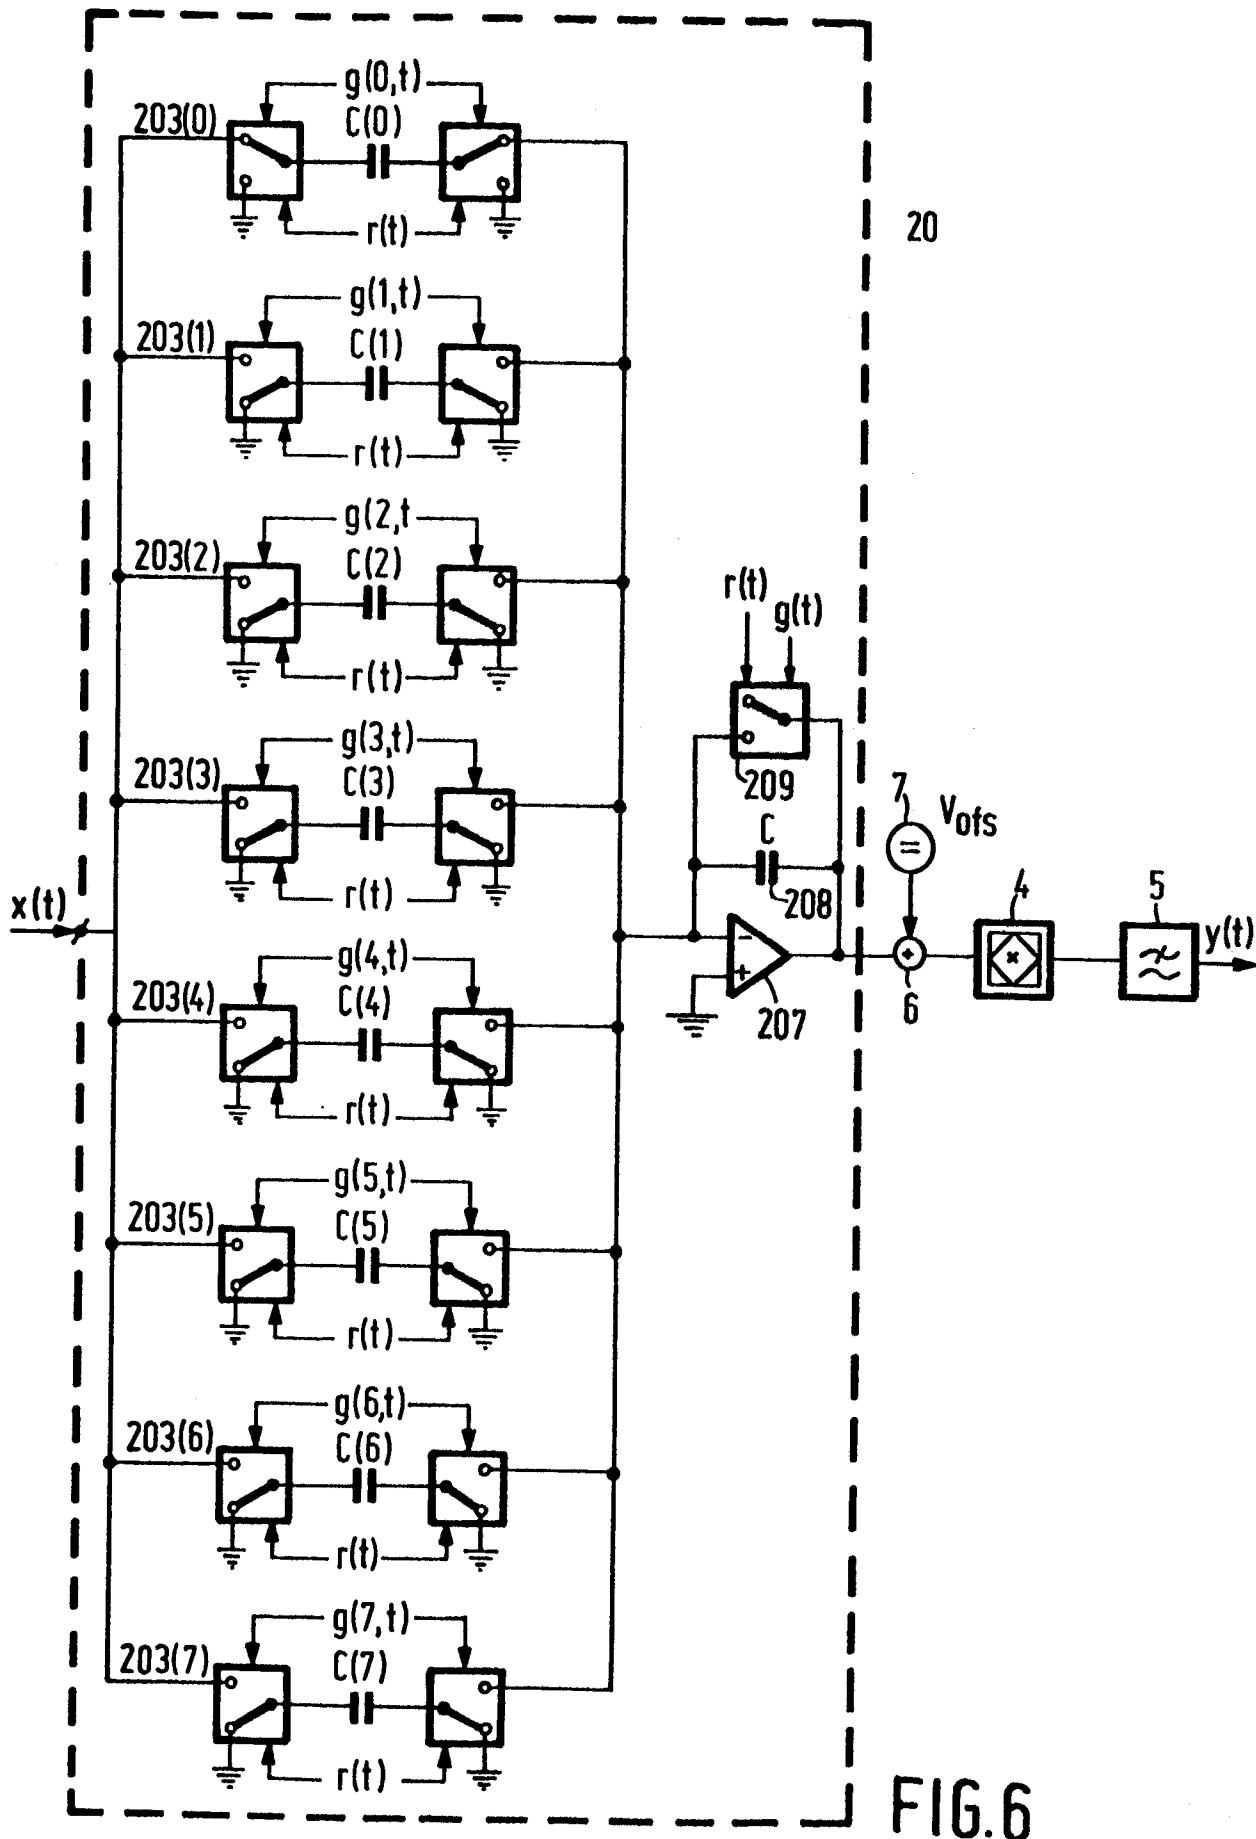 g(0,t)
203(0)
C(0)
r(t)
20
g(1,t)
203(1)
C(1)
r(t)
g(2,t
203(2)
C(2)
r(t)
r(t)
g(t)
g(3,t)
203(3)
C(3)
r(t)
209
7
Vofs
=
C
208
x(t)
g(4,t)
203(4)
C(4)
r(t)
-
+
207
+
6
4
x
5
y(t)
g(5,t)
203(5)
C(5)
r(t)
g(6,t)
203(6)
C(6)
r(t)
g(7,t)
203(7)
C(7)
r(t)
FIG.6